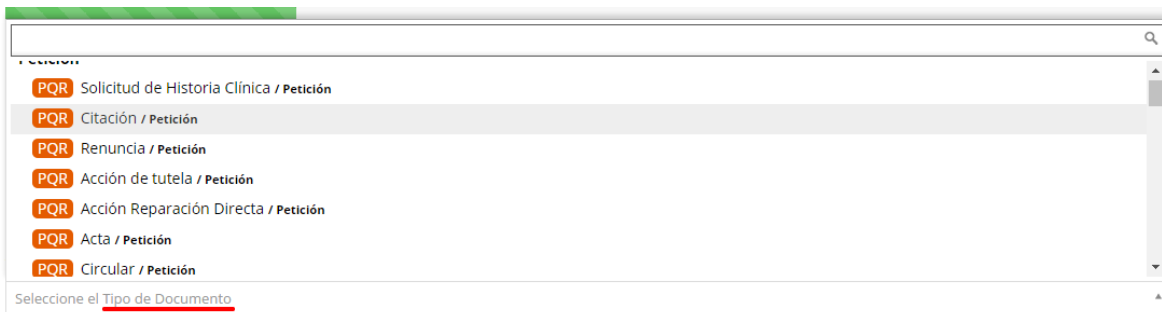 Petición
PQR Solicitud de Historia Clínica / Petición
PQR Citación / Petición
PQR Renuncia / Petición
PQR Acción de tutela / Petición
PQR Acción Reparación Directa / Petición
PQR Acta / Petición
PQR Circular / Petición
Seleccione el Tipo de Documento